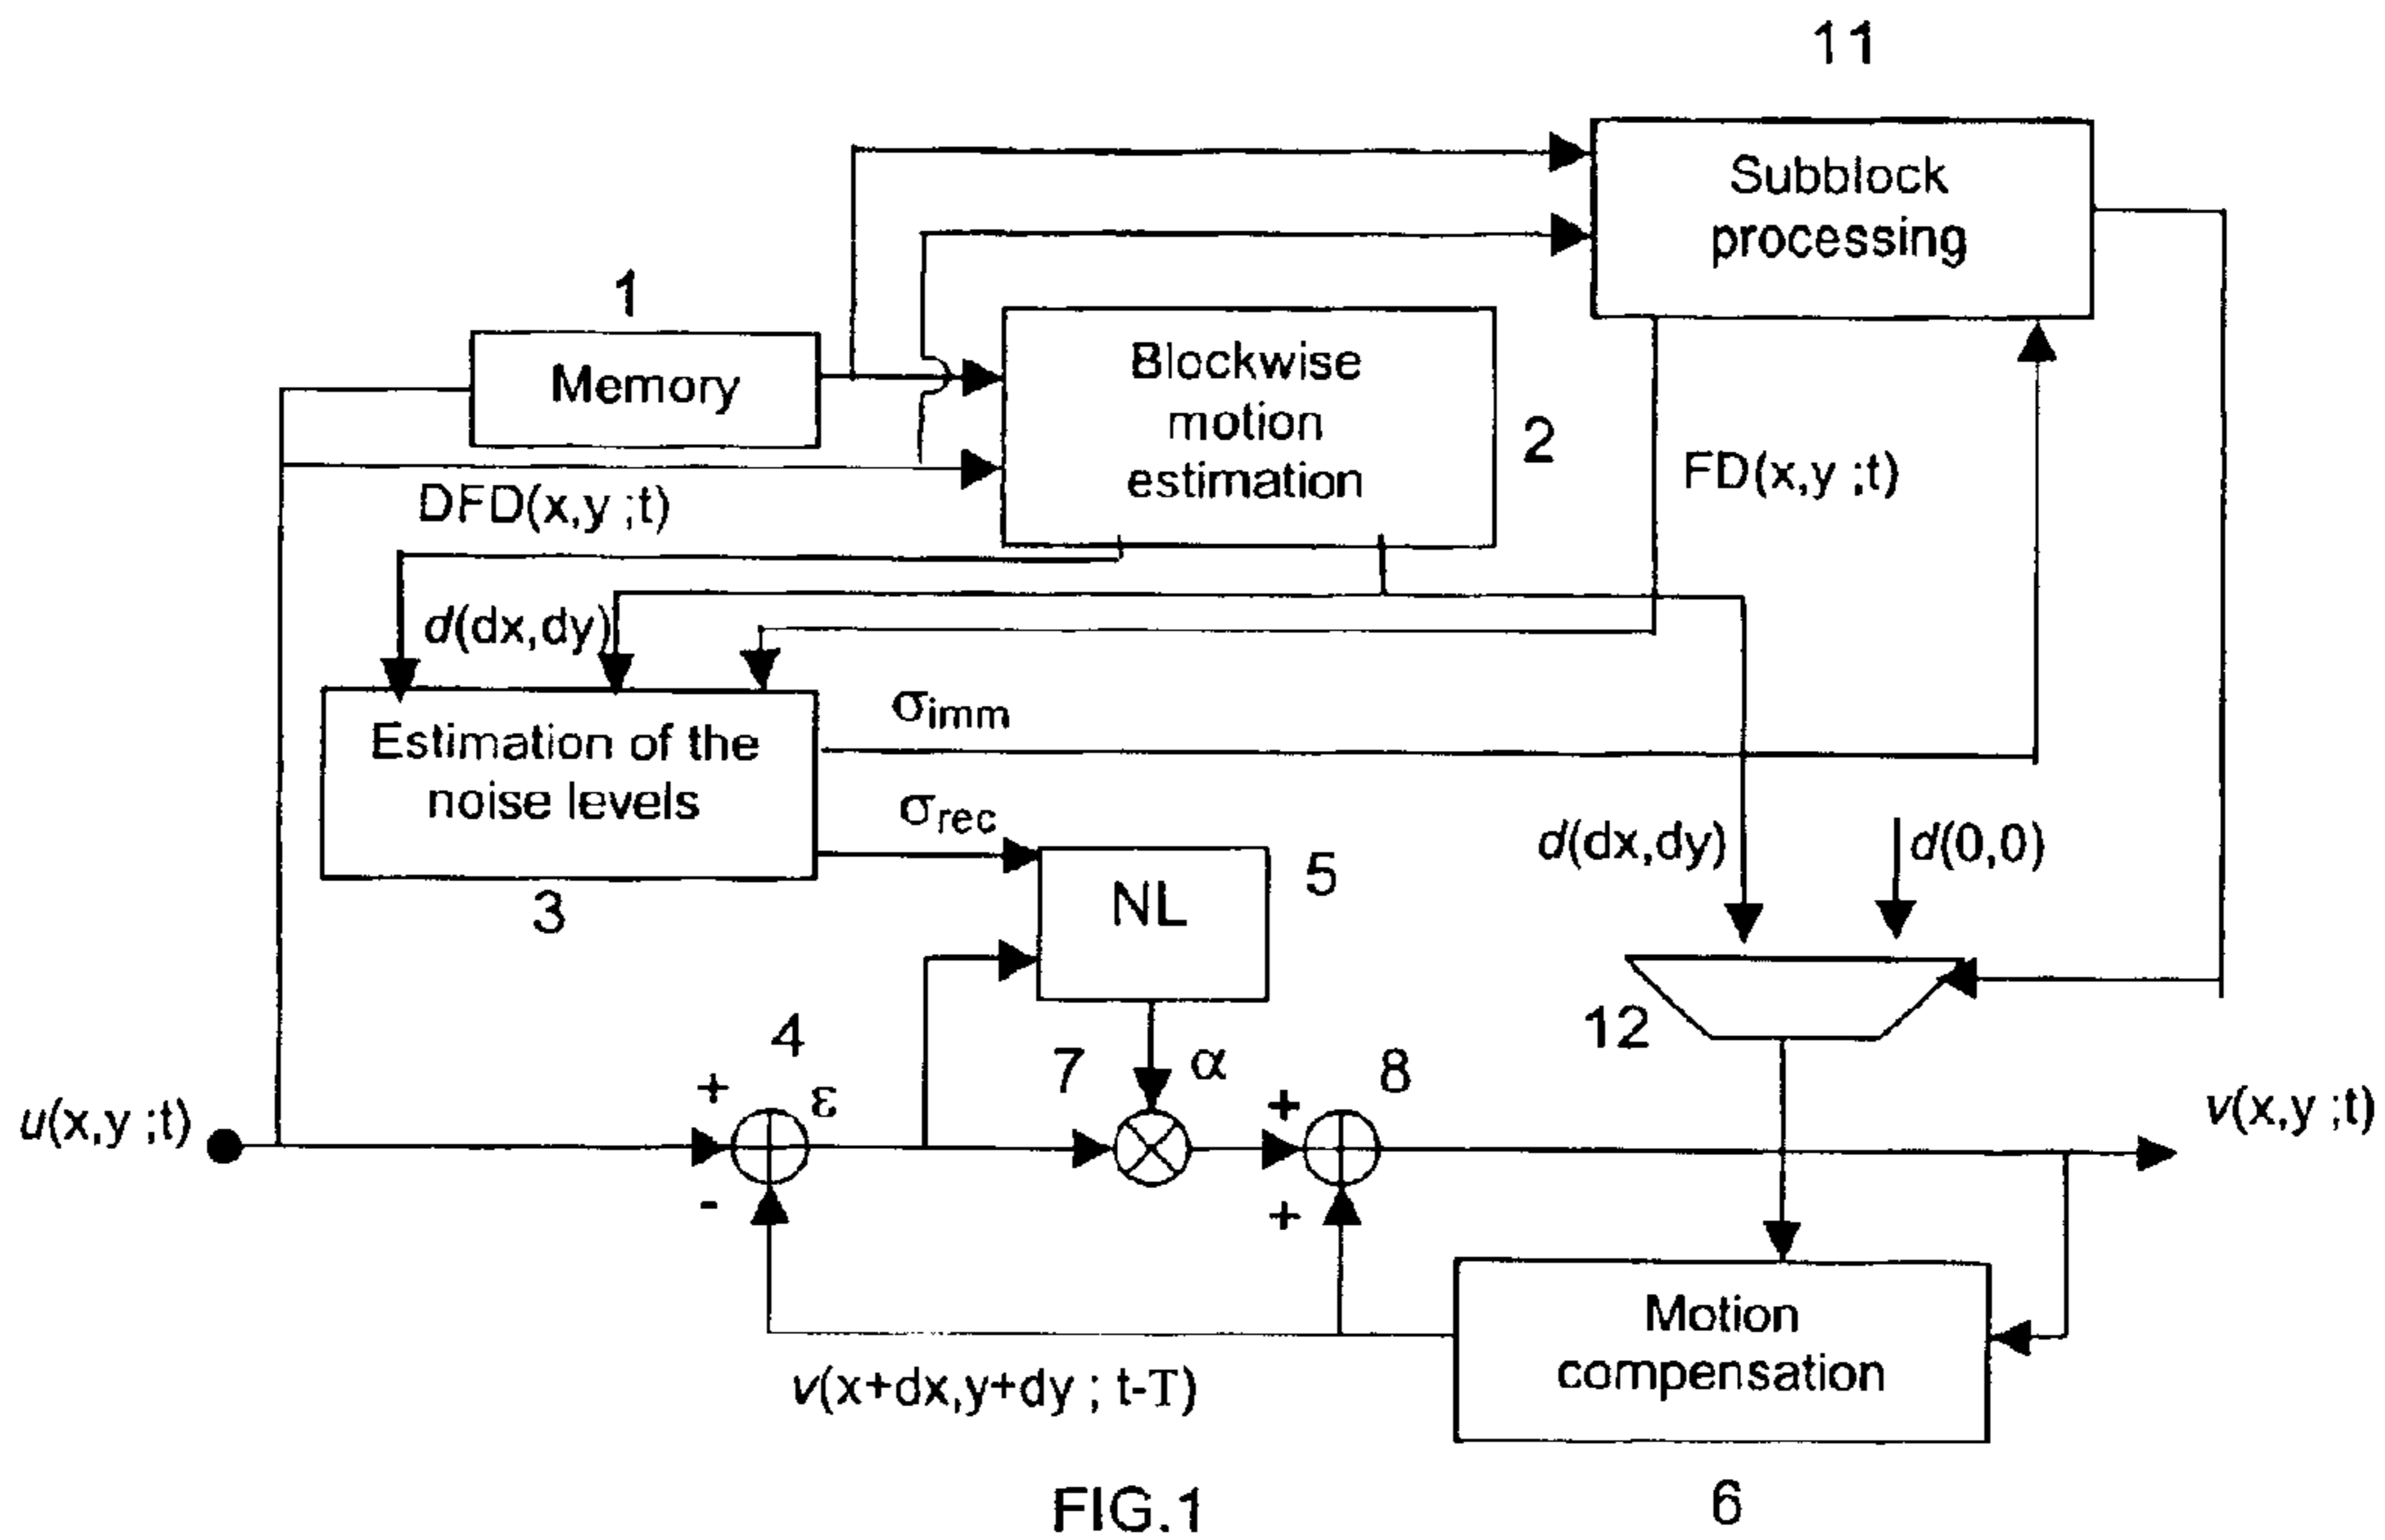 11
Subblock
processing
1
Memory
Blockwise
motion
estimation
2
DFD(x,y ;t)
FD(x,y ;t)
d(dx,dy)
σimm
Estimation of the
noise levels
σrec
3
NL
5
d(dx,dy)
d(0,0)
12
4
7
α
8
+
ε
+
u(x,y ;t)
v(x,y ;t)
-
+
Motion
compensation
v(x+dx,y+dy ; t-T)
6
FIG.1